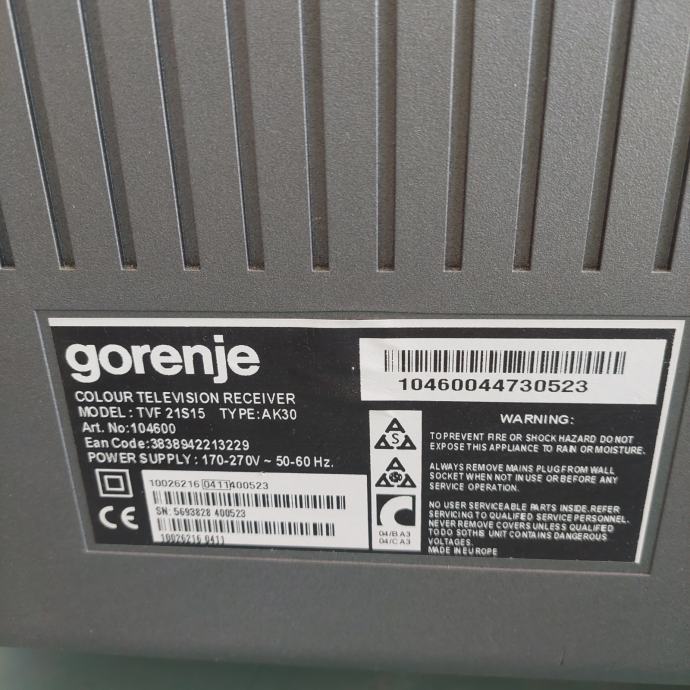 gorenje
COLOUR TELEVISION RECEIVER
MODEL: TVF 21S15 TYPE: AK30
Art. No:104600
Ean Code:3838942213229
POWER SUPPLY : 170-270V ~ 50-60 Hz.
10026216 0411 400523
SN: 5693828 400523
10026216 0411
CE
10460044730523
S
04/BA3
04/CA3
WARNING:
TO PREVENT FIRE OR SHOCK HAZARD DO NOT
EXPOSE THIS APPLIANCE TO RAIN OR MOISTURE.
ALWAYS REMOVE MAINS PLUG FROM WALL
SOCKET WHEN NOT IN USE OR BEFORE ANY
SERVICE OPERATION.
NO USER SERVICEABLE PARTS INSIDE.REFER
SERVICING TO QUALIFIED SERVICE PERSONNEL.
NEVER REMOVE COVERS UNLESS QUALIFIED
TO DO SO THIS UNIT CONTAINS DANGEROUS
VOLTAGES.
MADE IN EUROPE